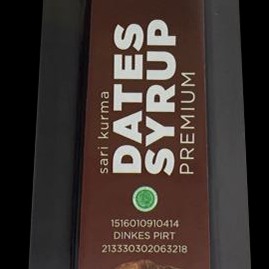 sari kurma
DATES
SYRUP
PREMIUM
1516010910414
DINKES PIRT
213330302063218